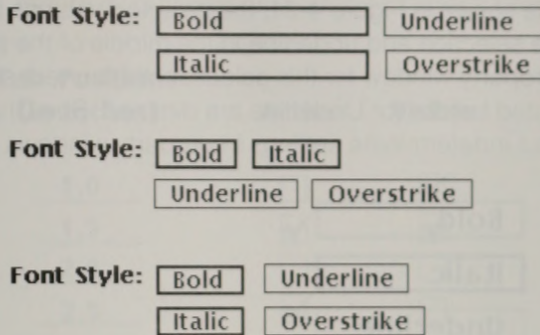 Font Style: Bold Underline
Italic Overstrike
Font Style: Bold Italic
Underline Overstrike
Font Style: Bold Underline
Italic Overstrike